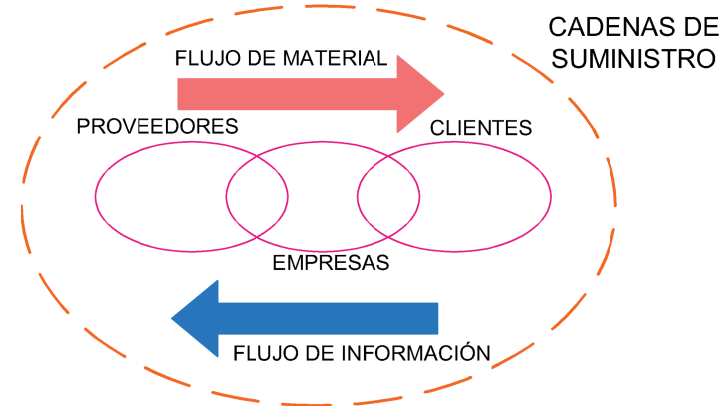 CADENAS DE
SUMINISTRO
FLUJO DE MATERIAL
PROVEEDORES
CLIENTES
EMPRESAS
FLUJO DE INFORMACIÓN